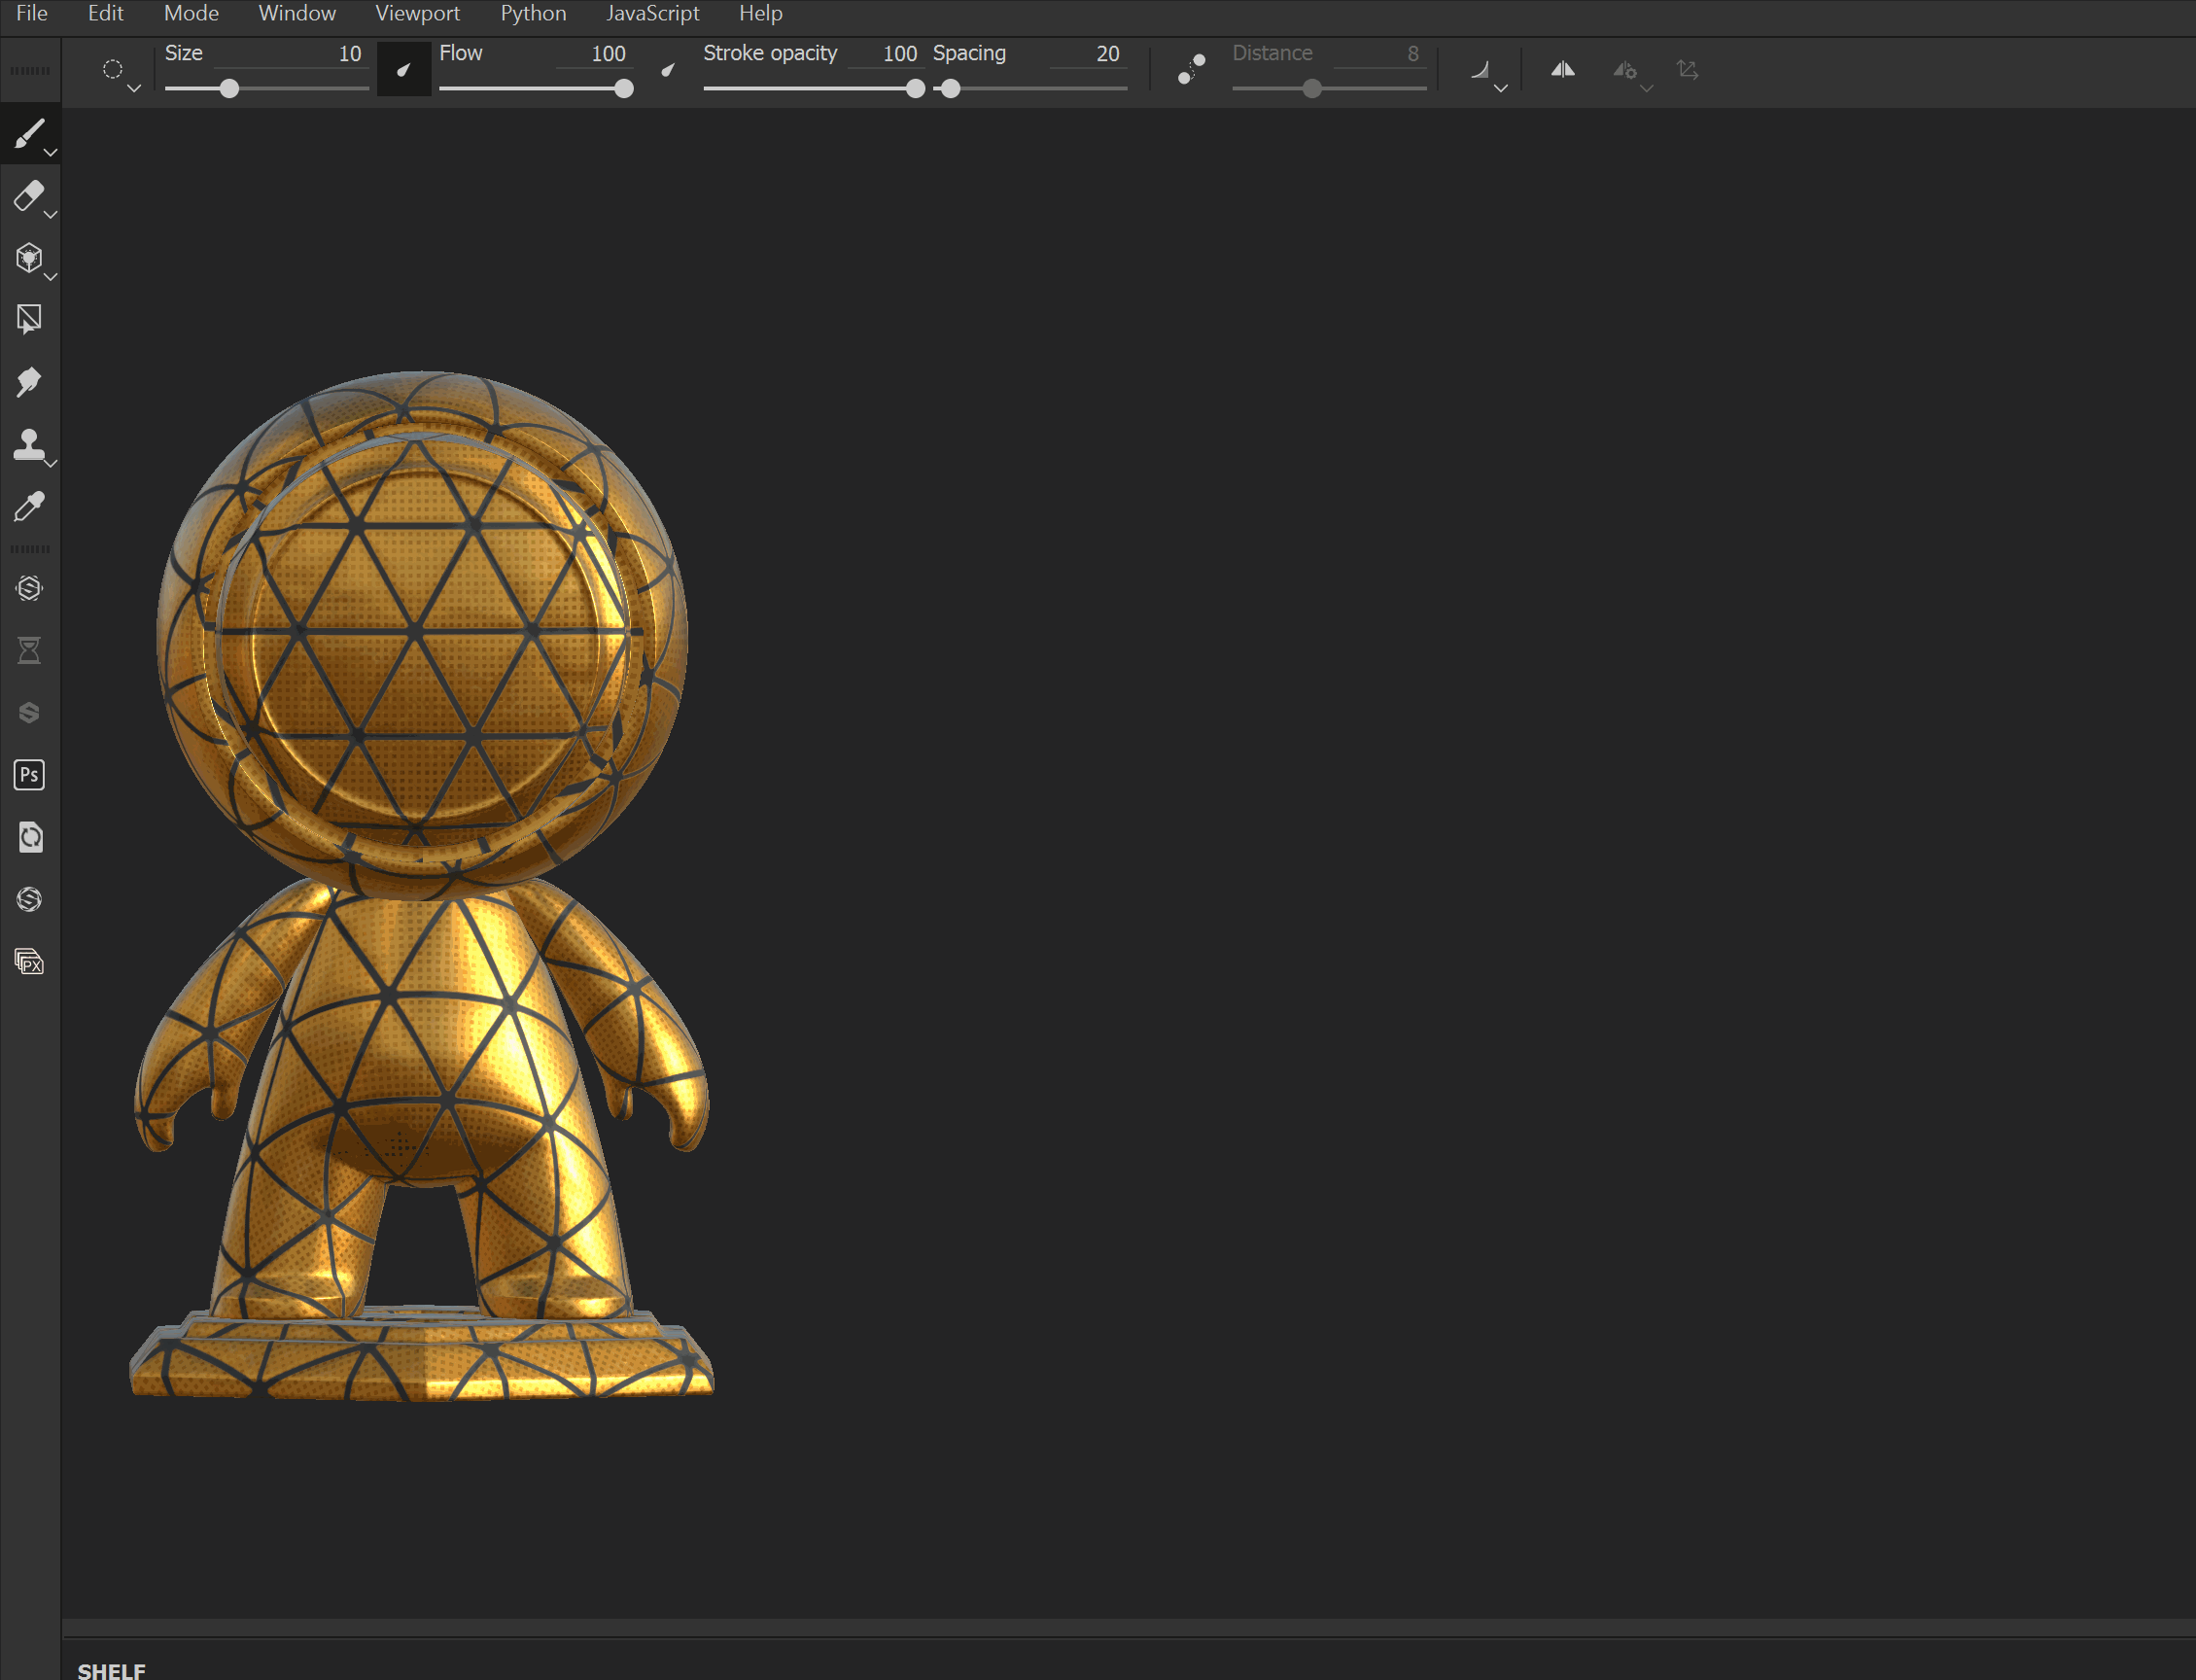 File Edit Mode Window Viewport Python JavaScript Help
Size 10 Flow 100 Stroke opacity 100 Spacing 20 Distance 8
Ps
PX
SHELF